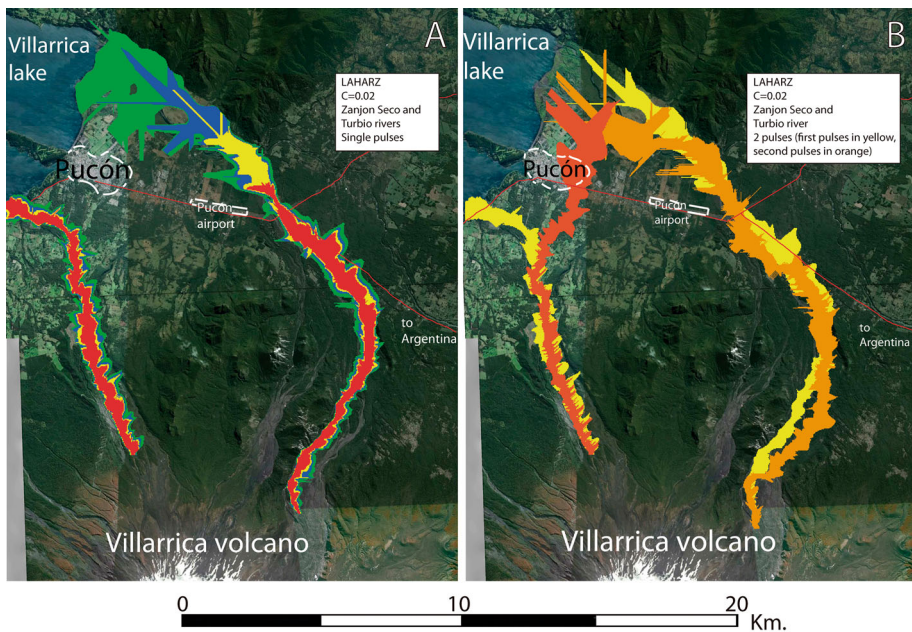 Villarrica
lake
A
LAHARZ
C=0.02
Zanjon Seco and
Turbio rivers
Single pulses
Pucón
Pucón
airport
to
Argentina
Villarrica volcano
Villarrica
lake
B
LAHARZ
C=0.02
Zanjon Seco and
Turbio river
2 pulses (first pulses in yellow,
second pulses in orange)
Pucón
Pucón
airport
to
Argentina
Villarrica volcano
0
10
20
Km.